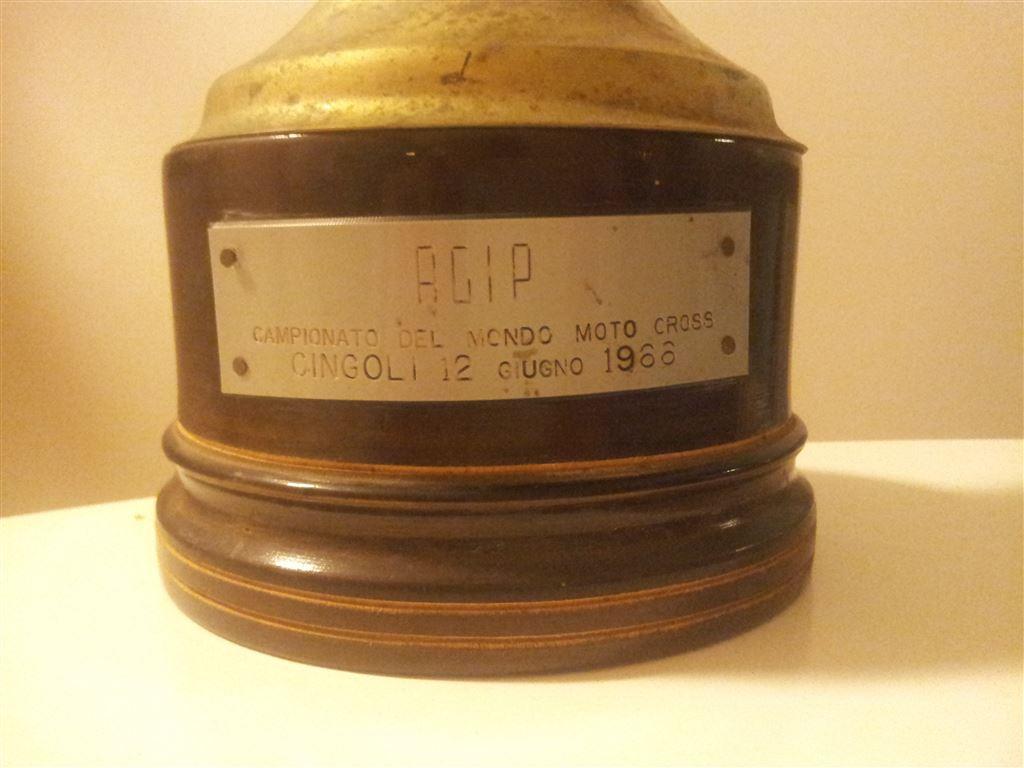 AGIP
CAMPIONATO DEL MONDO MOTO CROSS
CINGOLI 12 GIUGNO 1966